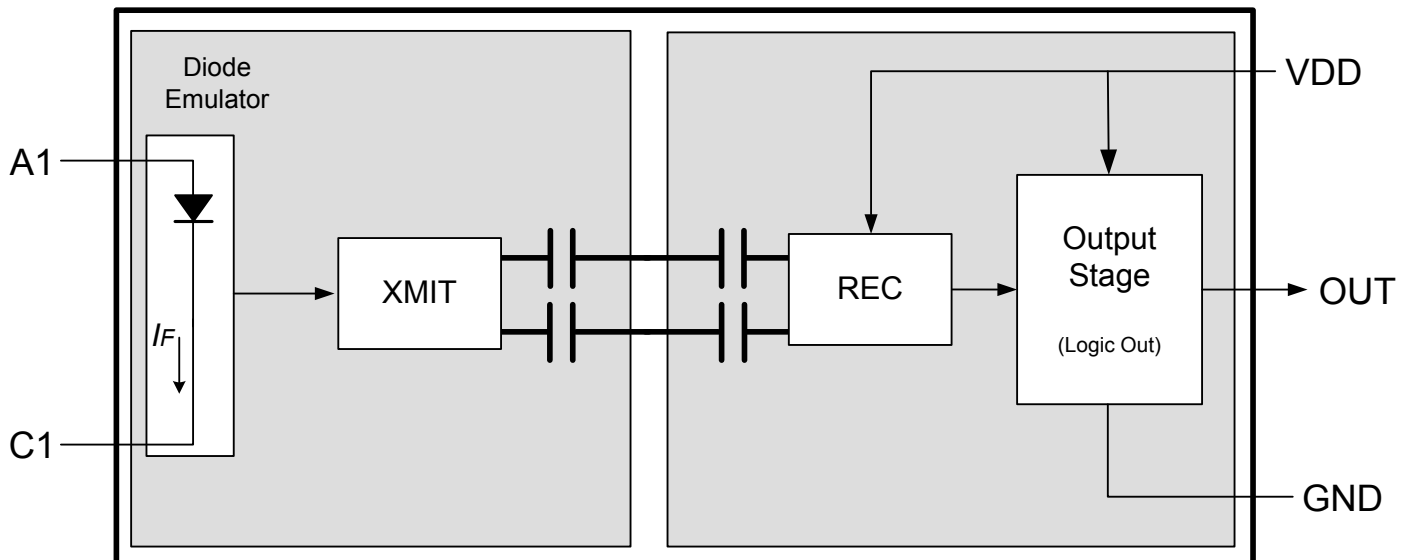 Diode
Emulator
VDD
A1
Output
Stage
XMIT
REC
OUT
(Logic Out)
IF
C1
GND